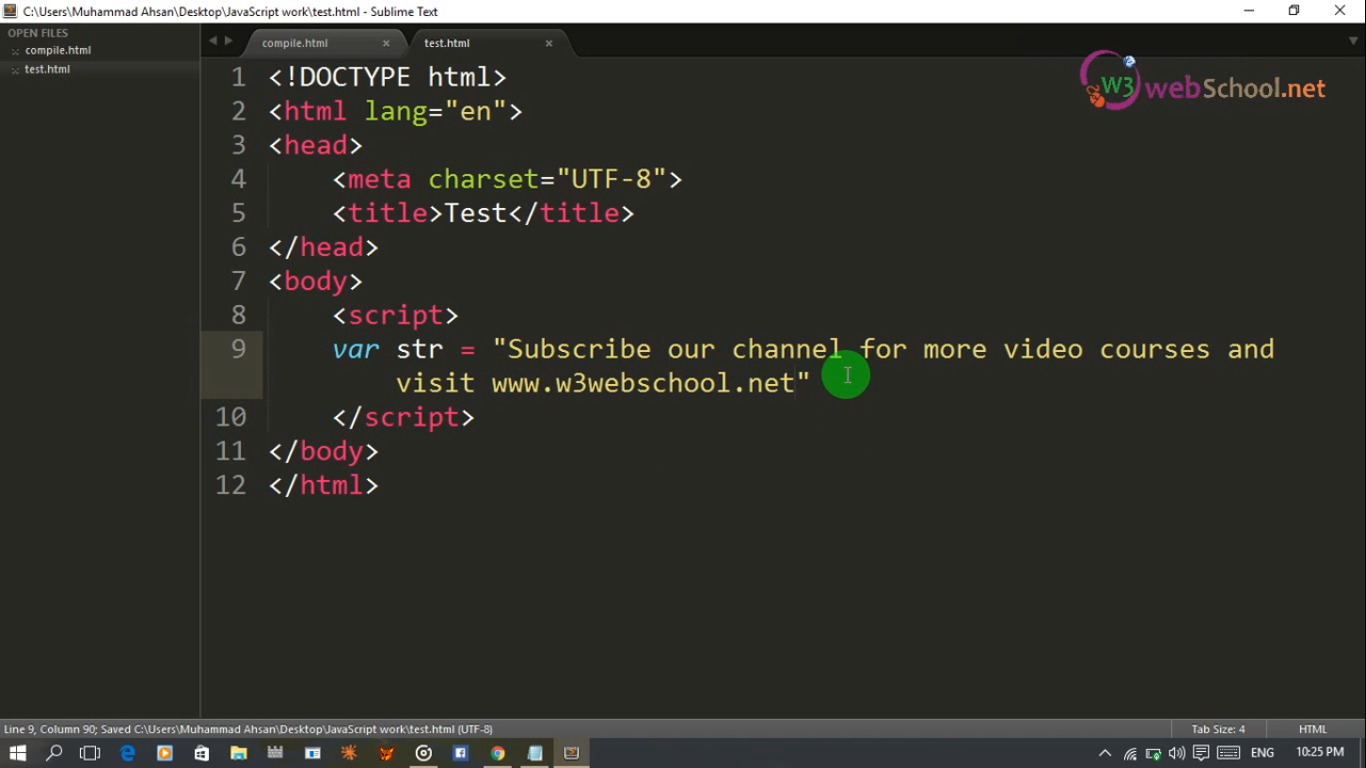 C:\Users\Muhammad Ahsan\Desktop\JavaScript work\test.html - Sublime Text
OPEN FILES
compile.html
test.html
compile.html
test.html
W3 webSchool.net
1 <!DOCTYPE html>
2 <html lang="en">
3 <head>
4 <meta charset="UTF-8">
5 <title>Test</title>
6 </head>
7 <body>
8 <script>
9 var str = "Subscribe our channel for more video courses and
visit www.w3webschool.net"
10 </script>
11 </body>
12 </html>
Line 9, Column 90; Saved C:\Users\Muhammad Ahsan\Desktop\JavaScript work\test.html (UTF-8)
Tab Size: 4
HTML
ENG
10:25 PM